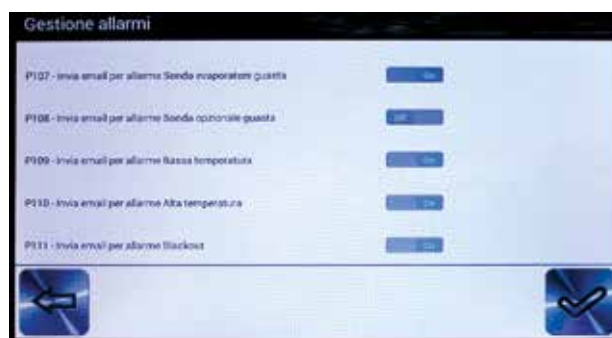 Gestione allarmi
P107 - Invia email per allarme Sonda evaporatore guasta
On
P108 - Invia email per allarme Sonda opzionale guasta
Off
P109 - Invia email per allarme Bassa temperatura
On
P110 - Invia email per allarme Alta temperatura
On
P111 - Invia email per allarme Blackout
On